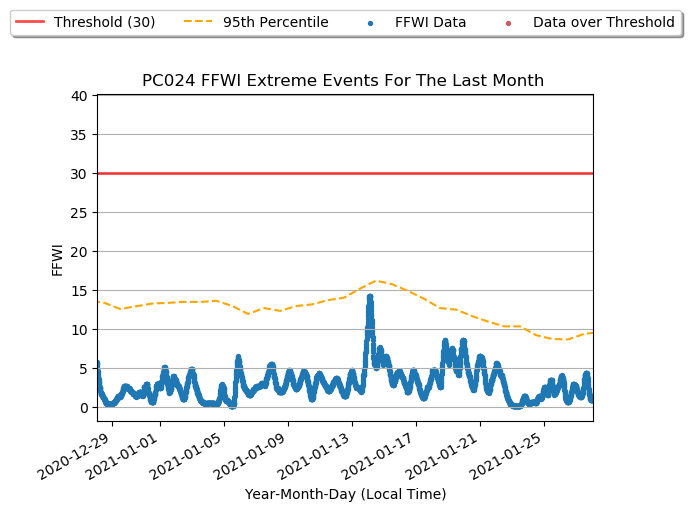 Threshold (30) 95th Percentile FFWI Data Data over Threshold
PC024 FFWI Extreme Events For The Last Month
40
35
30
25
20
15
10
5
0
FFWI
2020-12-29 2021-01-01 2021-01-05 2021-01-09 2021-01-13 2021-01-17 2021-01-21 2021-01-25
Year-Month-Day (Local Time)